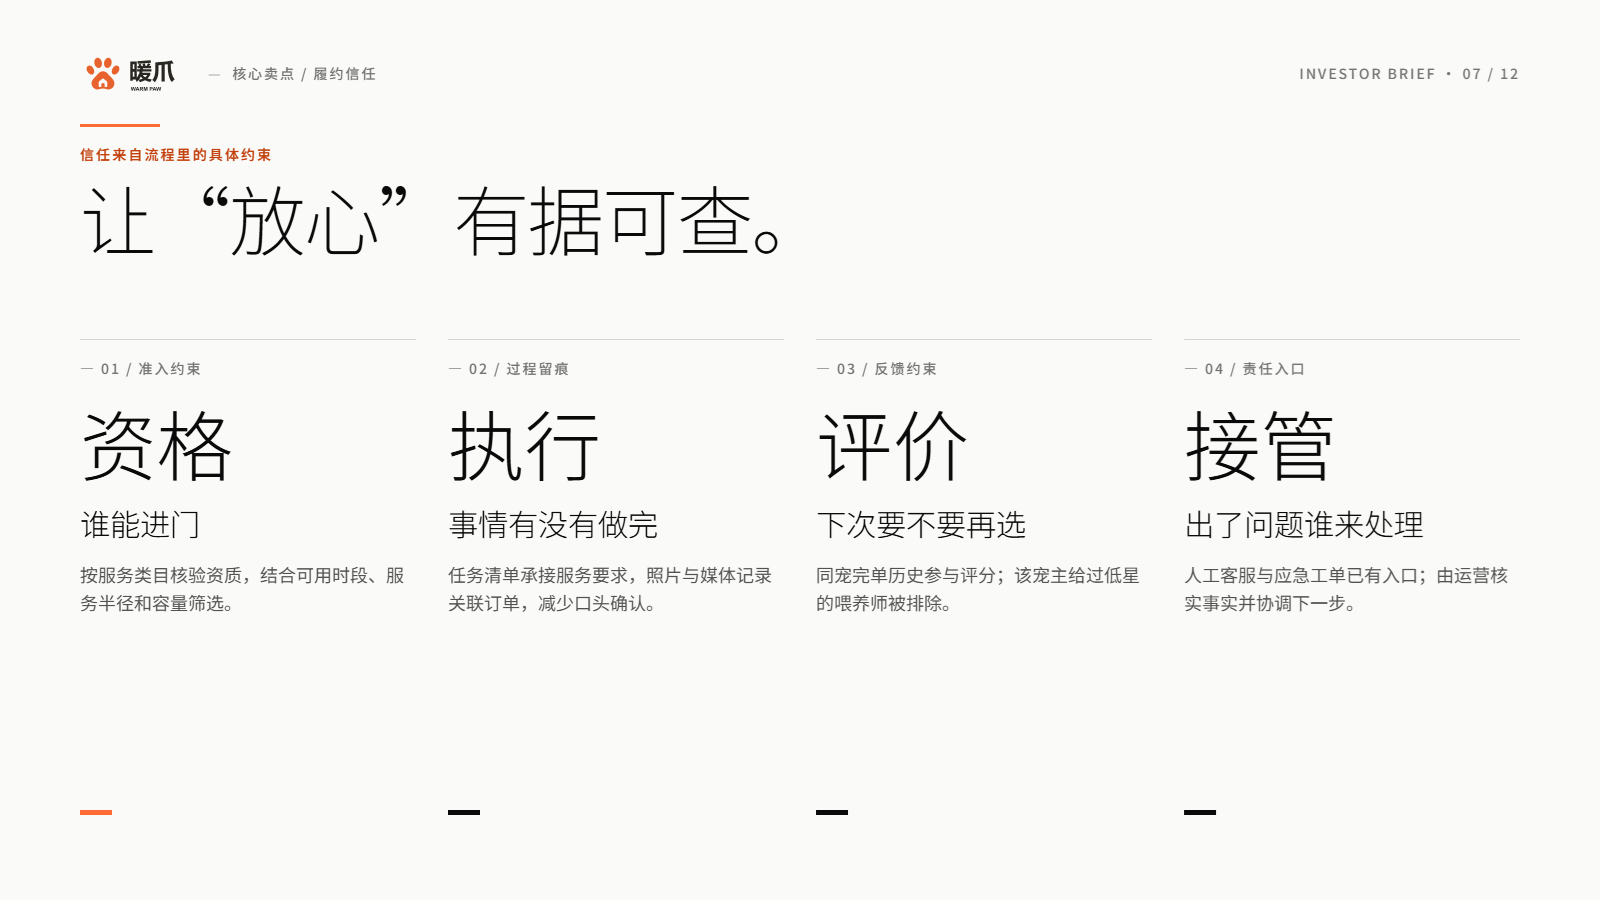 暖爪
WARM PAW
— 核心卖点 / 履约信任
INVESTOR BRIEF · 07 / 12
信任来自流程里的具体约束
让“放心”有据可查。
— 01 / 准入约束
资格
谁能进门
按服务类目核验资质，结合可用时段、服
务半径和容量筛选。
— 02 / 过程留痕
执行
事情有没有做完
任务清单承接服务要求，照片与媒体记录
关联订单，减少口头确认。
— 03 / 反馈约束
评价
下次要不要再选
同宠完单历史参与评分；该宠主给过低星
的喂养师被排除。
— 04 / 责任入口
接管
出了问题谁来处理
人工客服与应急工单已有入口；由运营核
实事实并协调下一步。